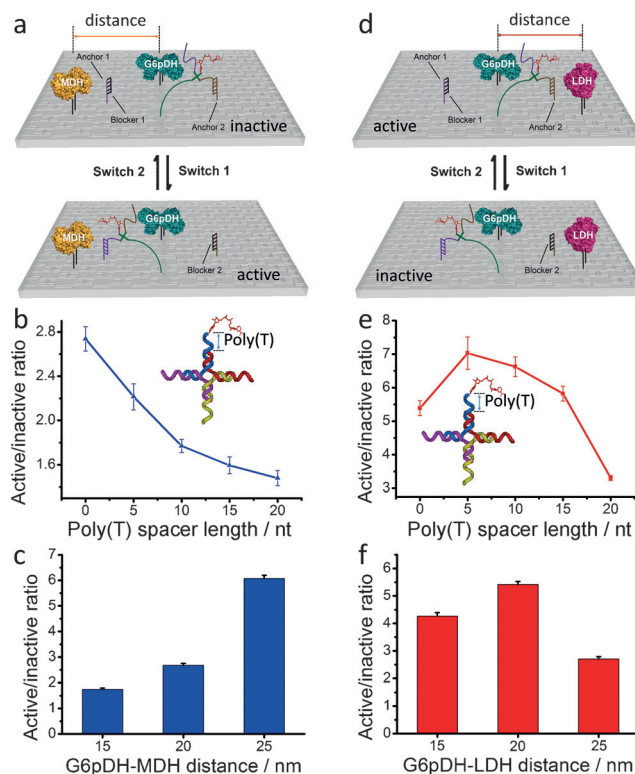 a
distance
Anchor 1
G6pDH
MDH
Blocker 1
Anchor 2
inactive
Switch 2
Switch 1
G6pDH
MDH
Blocker 2
active
b
2.8
2.4
2.0
1.6
Poly(T)
0
5
10
15
20
Active/inactive ratio
Poly(T) spacer length / nt
c
7
6
5
4
3
2
1
0
15
20
25
Active/inactive ratio
G6pDH-MDH distance / nm
d
distance
Anchor 1
G6pDH
LDH
Blocker 1
Anchor 2
active
Switch 2
Switch 1
G6pDH
LDH
Blocker 2
inactive
e
8
7
6
5
4
3
Poly(T)
0
5
10
15
20
Active/inactive ratio
Poly(T) spacer length / nt
f
6
5
4
3
2
1
0
15
20
25
Active/inactive ratio
G6pDH-LDH distance / nm